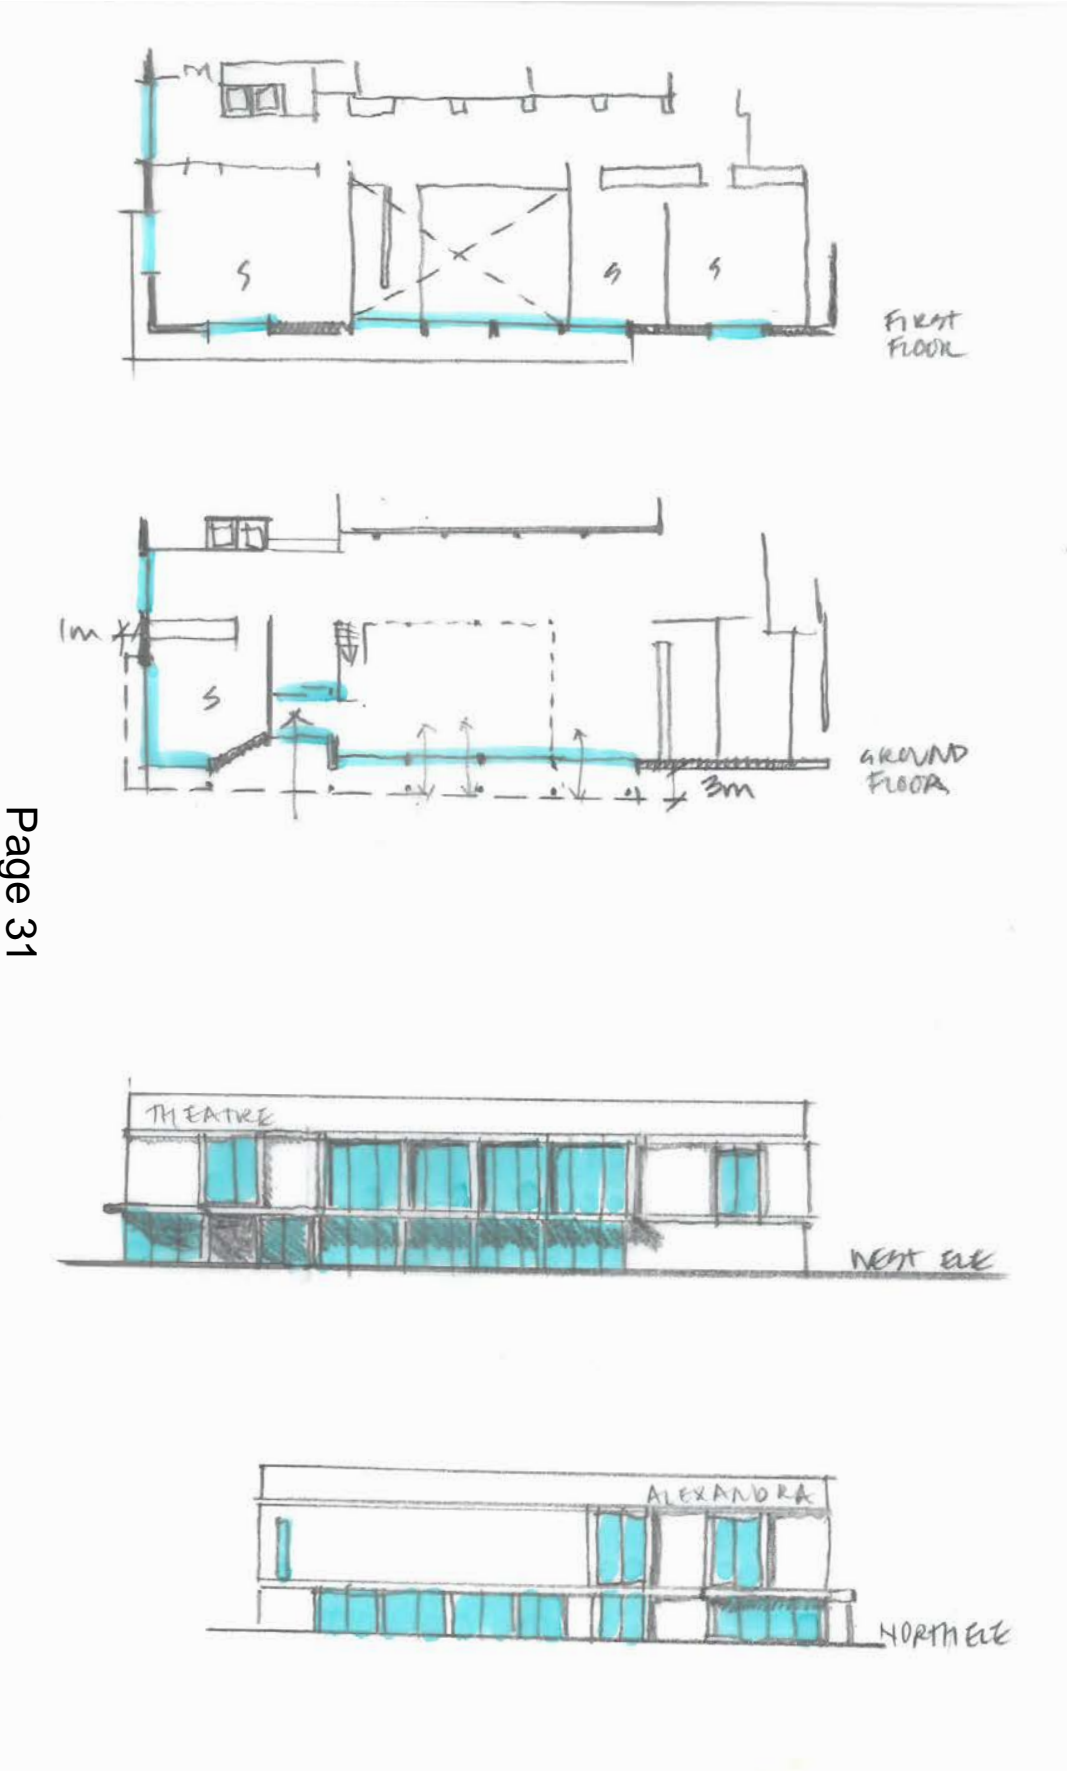 m
S
S
S
FIRST
FLOOR
1m
S
GROUND
FLOOR
3m
Page 31
THEATRE
WEST ELE
ALEXANDRA
NORTH ELE